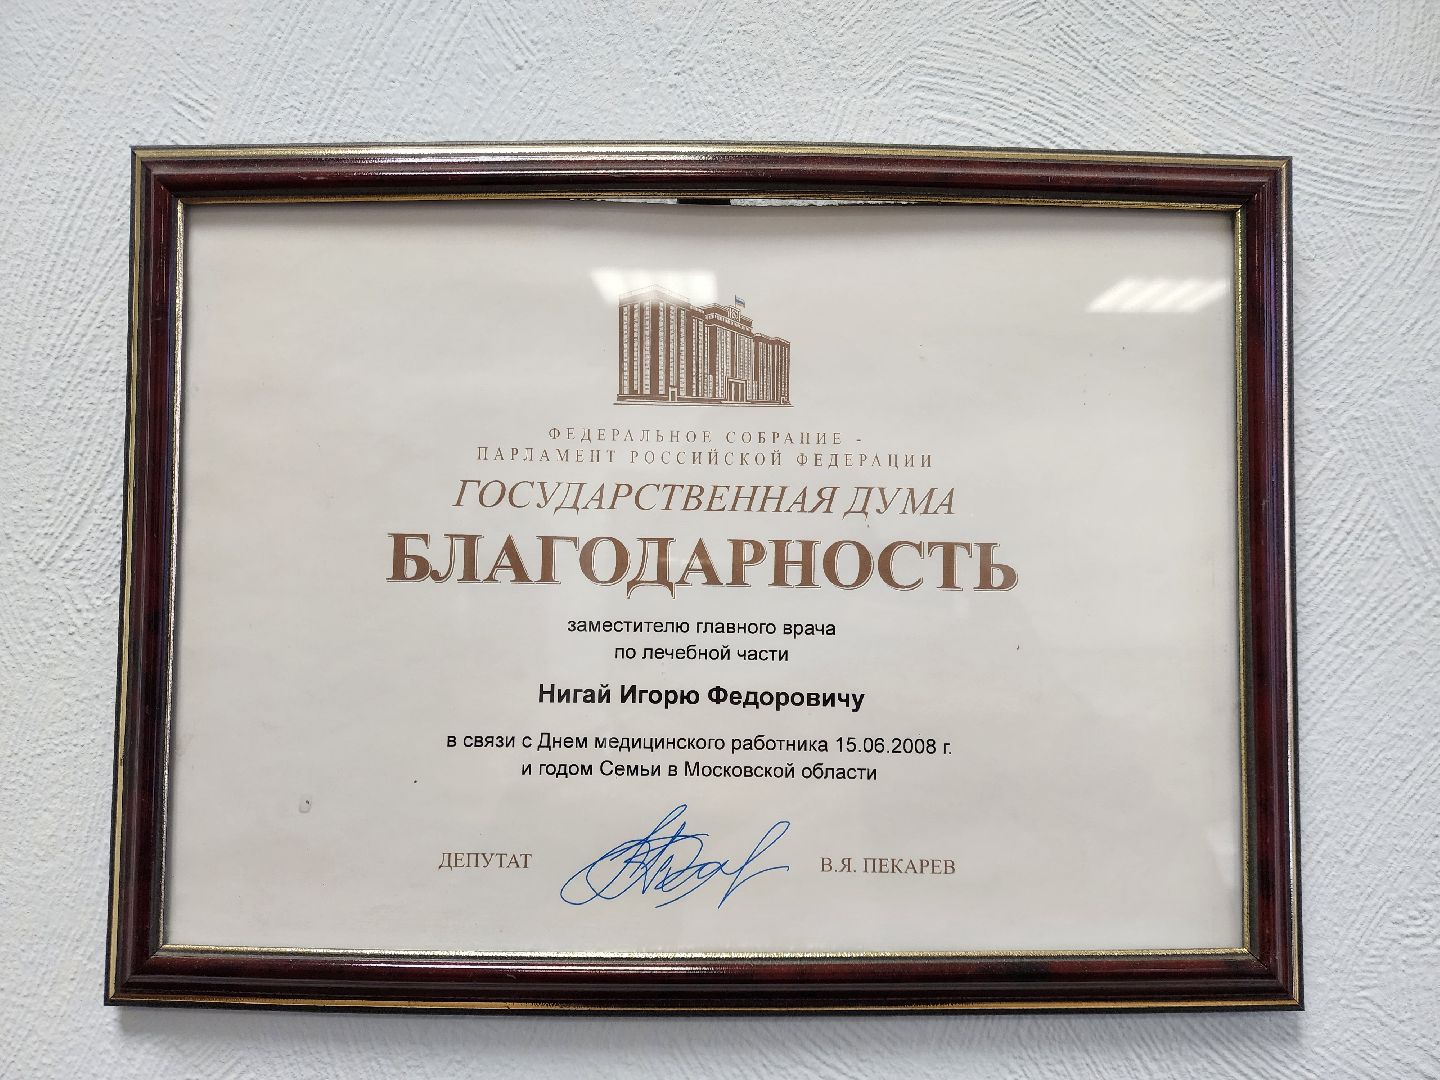 ФЕДЕРАЛЬНОЕ СОБРАНИЕ -
ПАРЛАМЕНТ РОССИЙСКОЙ ФЕДЕРАЦИИ
ГОСУДАРСТВЕННАЯ ДУМА
БЛАГОДАРНОСТЬ
заместителю главного врача
по лечебной части
Нигай Игорю Федоровичу
в связи с Днем медицинского работника 15.06.2008 г.
и годом Семьи в Московской области
ДЕПУТАТ В.Я. ПЕКАРЕВ